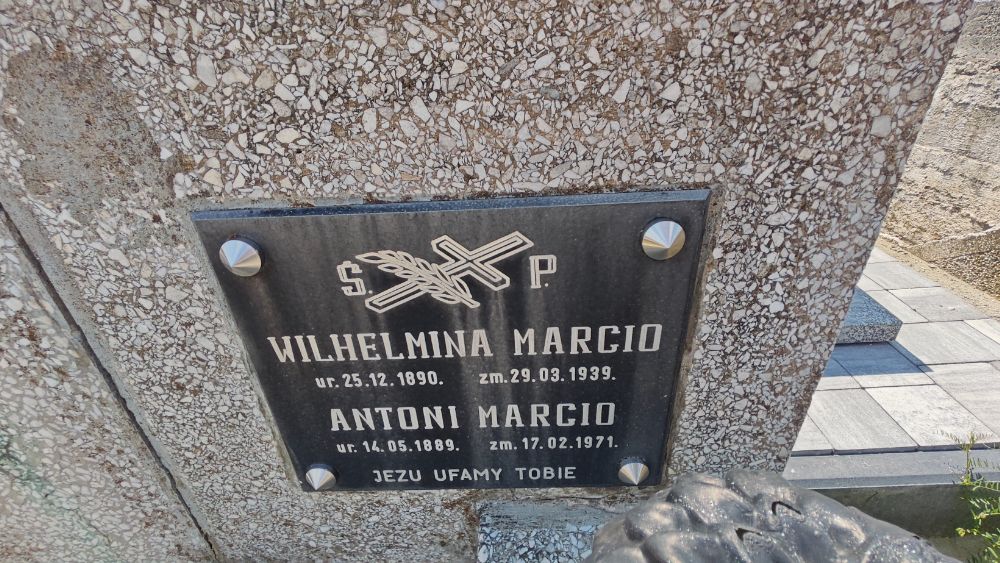 Ś. P.
WILHELMINA MARCIO
ur. 25.12.1890. zm. 29.03.1939.
ANTONI MARCIO
ur. 14.05.1889. zm. 17.02.1971.
JEZU UFAMY TOBIE